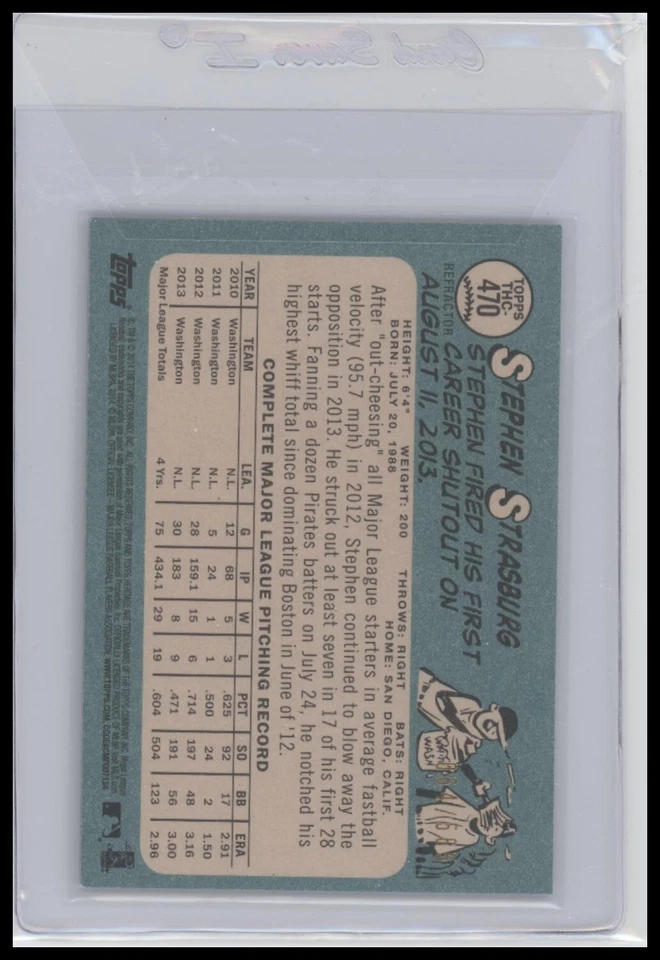 Card Saver I®
TOPPS
THC-
470
STEPHEN STRASBURG
STEPHEN FIRED HIS FIRST
CAREER SHUTOUT ON
AUGUST 11, 2013.
REFRACTOR
HEIGHT: 6'4" WEIGHT: 200 THROWS: RIGHT BATS: RIGHT
BORN: JULY 20, 1988 HOME: SAN DIEGO, CALIF.
After "out-cheesing" all Major League starters in average fastball
velocity (95.7 mph) in 2012, Stephen continued to blow away the
opposition in 2013. He struck out at least seven in 17 of his first 28
starts. Fanning a dozen Pirates batters on July 24, he notched his
highest whiff total since dominating Boston in June of '12.
COMPLETE MAJOR LEAGUE PITCHING RECORD
YEAR TEAM LEA. G IP W L PCT SO BB ERA
2010 Washington N.L. 12 68 5 3 .625 92 17 2.91
2011 Washington N.L. 5 24 1 1 .500 24 2 1.50
2012 Washington N.L. 28 159.1 15 6 .714 197 48 3.16
2013 Washington N.L. 30 183 8 9 .471 191 56 3.00
Major League Totals 4 Yrs. 75 434.1 29 19 .604 504 123 2.96
topps
WASH